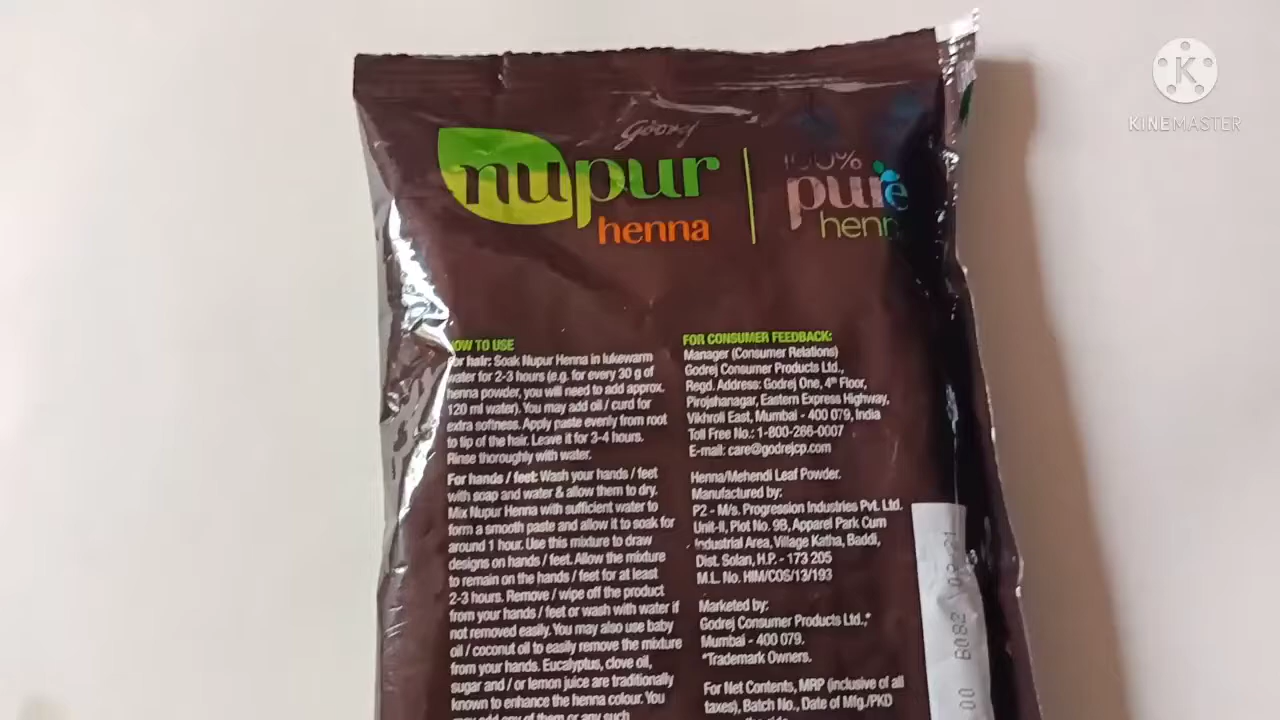 KINEMASTER
Godrej
nupur
henna
100%
pure
henn
HOW TO USE
For hair: Soak Nupur Henna in lukewarm
water for 2-3 hours (e.g. for every 30 g of
henna powder, you will need to add approx.
120 ml water). You may add oil / curd for
extra softness. Apply paste evenly from root
to tip of the hair. Leave it for 3-4 hours.
Rinse thoroughly with water.
For hands / feet: Wash your hands / feet
with soap and water & allow them to dry.
Mix Nupur Henna with sufficient water to
form a smooth paste and allow it to soak for
around 1 hour. Use this mixture to draw
designs on hands / feet. Allow the mixture
to remain on the hands / feet for at least
2-3 hours. Remove / wipe off the product
from your hands / feet or wash with water if
not removed easily. You may also use baby
oil / coconut oil to easily remove the mixture
from your hands. Eucalyptus, clove oil,
sugar and / or lemon juice are traditionally
known to enhance the henna colour. You
may add any of them or any such
FOR CONSUMER FEEDBACK:
Manager (Consumer Relations)
Godrej Consumer Products Ltd.,
Regd. Address: Godrej One, 4th Floor,
Pirojshanagar, Eastern Express Highway,
Vikhroli East, Mumbai - 400 079, India
Toll Free No.: 1-800-266-0007
E-mail: care@godrejcp.com
Henna/Mehendi Leaf Powder.
Manufactured by:
P2 - M/s. Progression Industries Pvt. Ltd.
Unit-II, Plot No. 9B, Apparel Park Cum
Industrial Area, Village Katha, Baddi,
Dist. Solan, H.P. - 173 205
M.L. No. HIM/COS/13/193
Marketed by:
Godrej Consumer Products Ltd.,*
Mumbai - 400 079.
*Trademark Owners.
For Net Contents, MRP (inclusive of all
taxes), Batch No., Date of Mfg./PKD
B082